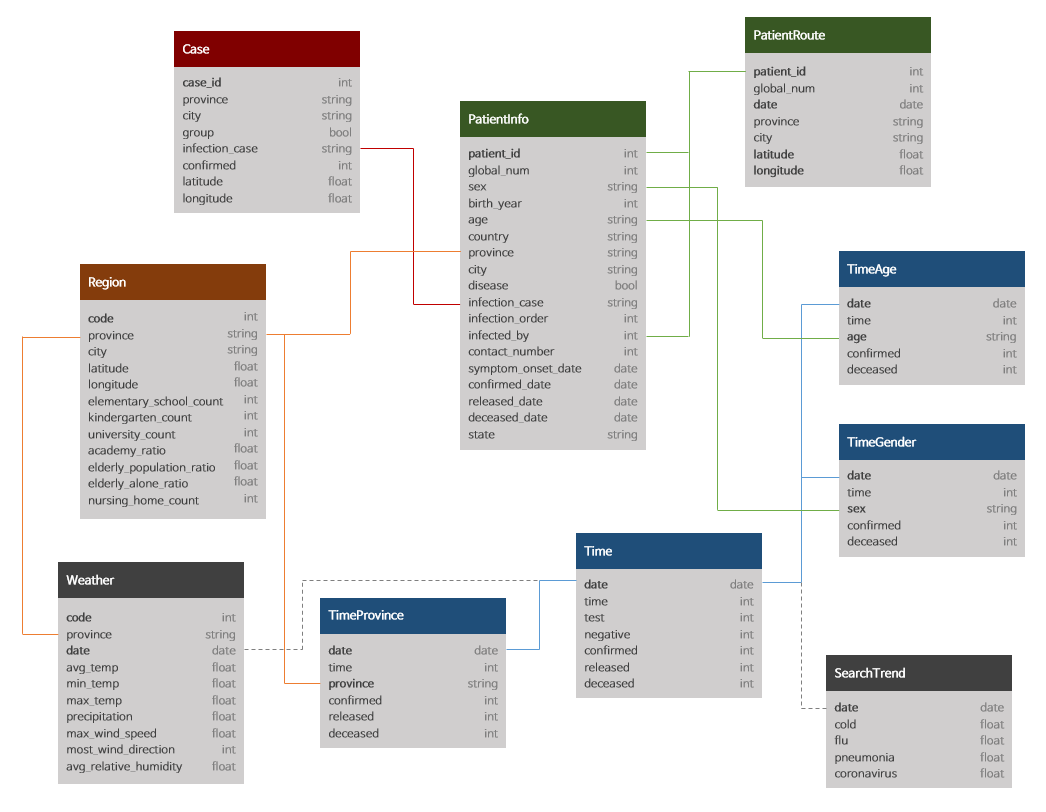 Case
case_id int
province string
city string
group bool
infection_case string
confirmed int
latitude float
longitude float
PatientInfo
patient_id int
global_num int
sex string
birth_year int
age string
country string
province string
city string
disease bool
infection_case string
infection_order int
infected_by int
contact_number int
symptom_onset_date date
confirmed_date date
released_date date
deceased_date date
state string
PatientRoute
patient_id int
global_num int
date date
province string
city string
latitude float
longitude float
Region
code int
province string
city string
latitude float
longitude float
elementary_school_count int
kindergarten_count int
university_count int
academy_ratio float
elderly_population_ratio float
elderly_alone_ratio float
nursing_home_count int
TimeAge
date date
time int
age string
confirmed int
deceased int
TimeGender
date date
time int
sex string
confirmed int
deceased int
Weather
code int
province string
date date
avg_temp float
min_temp float
max_temp float
precipitation float
max_wind_speed float
most_wind_direction int
avg_relative_humidity float
TimeProvince
date date
time int
province string
confirmed int
released int
deceased int
Time
date date
time int
test int
negative int
confirmed int
released int
deceased int
SearchTrend
date date
cold float
flu float
pneumonia float
coronavirus float